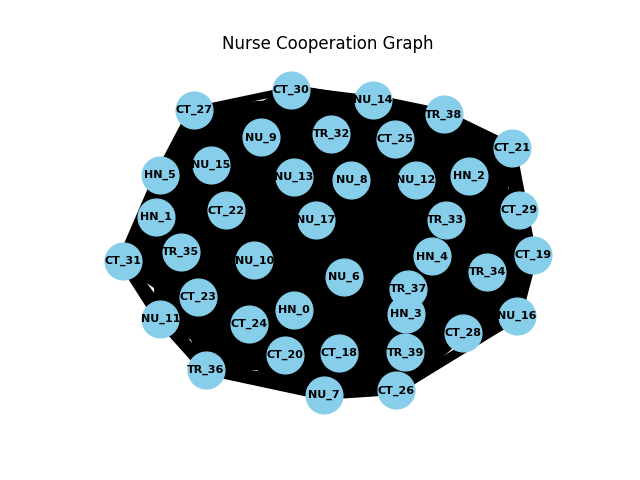 Nurse Cooperation Graph
CT_30
NU_14
CT_27
TR_38
TR_32
NU_9
CT_25
CT_21
NU_15
HN_5
NU_13
NU_8
NU_12
HN_2
CT_22
CT_29
HN_1
NU_17
TR_33
TR_35
CT_19
HN_4
CT_31
NU_10
TR_34
NU_6
TR_37
CT_23
HN_0
HN_3
NU_16
NU_11
CT_24
CT_28
TR_39
CT_18
CT_20
TR_36
CT_26
NU_7